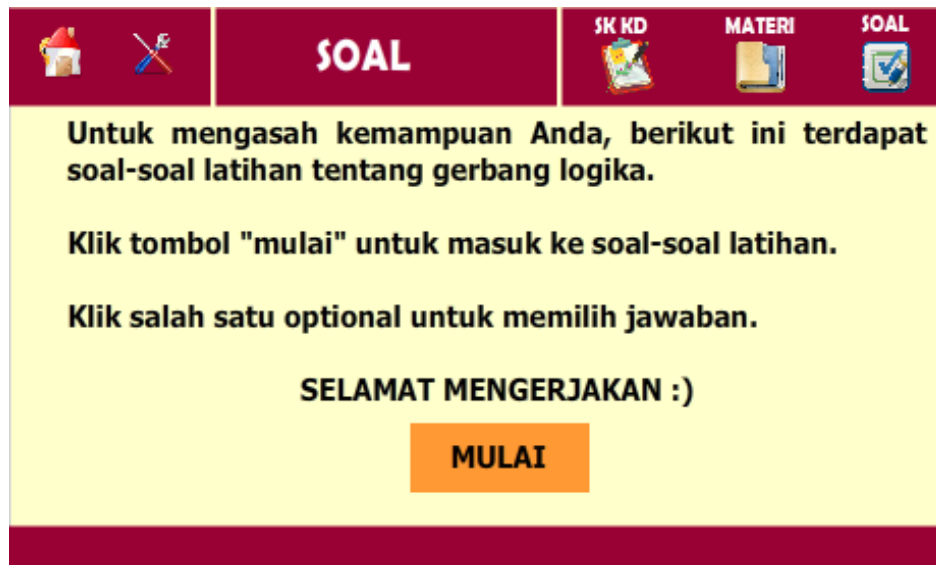 SOAL
SK KD
MATERI
SOAL
Untuk mengasah kemampuan Anda, berikut ini terdapat
soal-soal latihan tentang gerbang logika.
Klik tombol "mulai" untuk masuk ke soal-soal latihan.
Klik salah satu optional untuk memilih jawaban.
SELAMAT MENGERJAKAN :)
MULAI